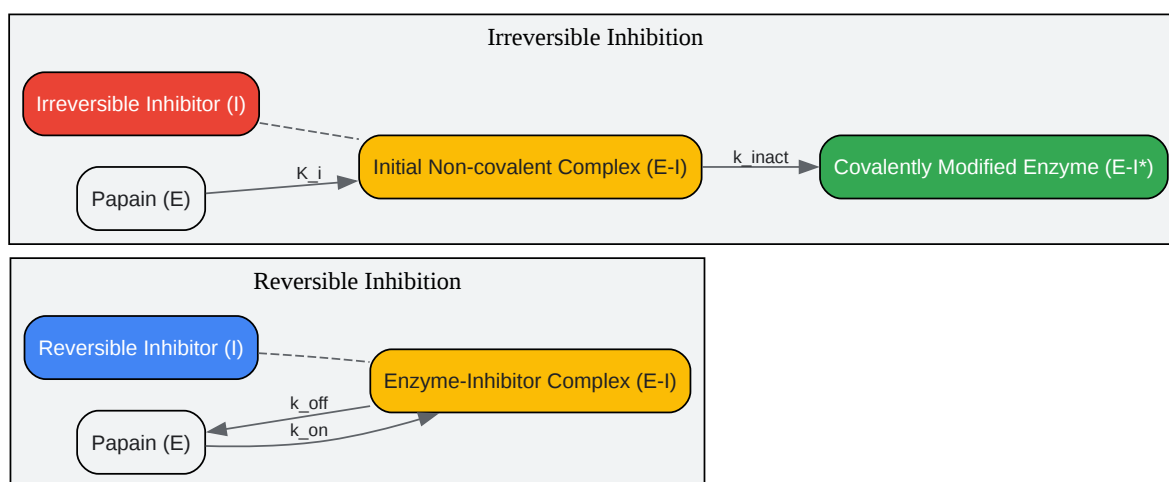 Irreversible Inhibition
Irreversible Inhibitor (I)
Papain (E)
K_i
Initial Non-covalent Complex (E-I)
k_inact
Covalently Modified Enzyme (E-I*)
Reversible Inhibition
Reversible Inhibitor (I)
Papain (E)
k_off
k_on
Enzyme-Inhibitor Complex (E-I)